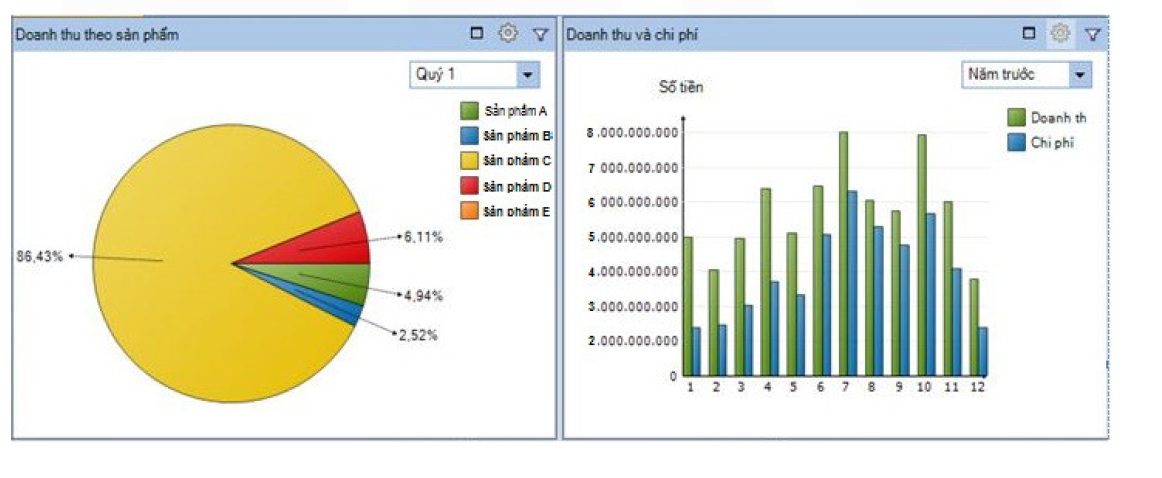 Doanh thu theo sản phẩm
Quý 1
Sản phẩm A
Sản phẩm B
Sản phẩm C
Sản phẩm D
Sản phẩm E
86,43%
6,11%
4,94%
2,52%
Doanh thu và chi phí
Năm trước
Số tiền
Doanh th
Chi phí
8.000.000.000
7 000.000.000
6 000.000.000
5.000.000.000
4.000.000.000
3.000.000.000
2.000.000.000
0
1 2 3 4 5 6 7 8 9 10 11 12